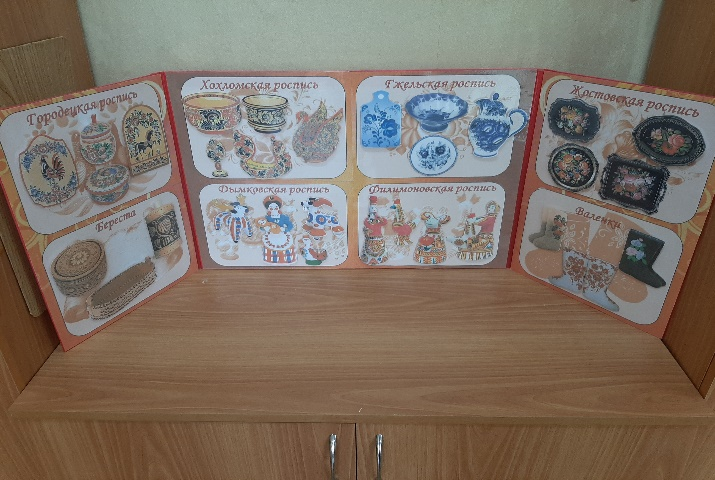 Городецкая роспись
Хохломская роспись
Гжельская роспись
Жостовская роспись
Береста
Дымковская роспись
Филимоновская роспись
Валенки